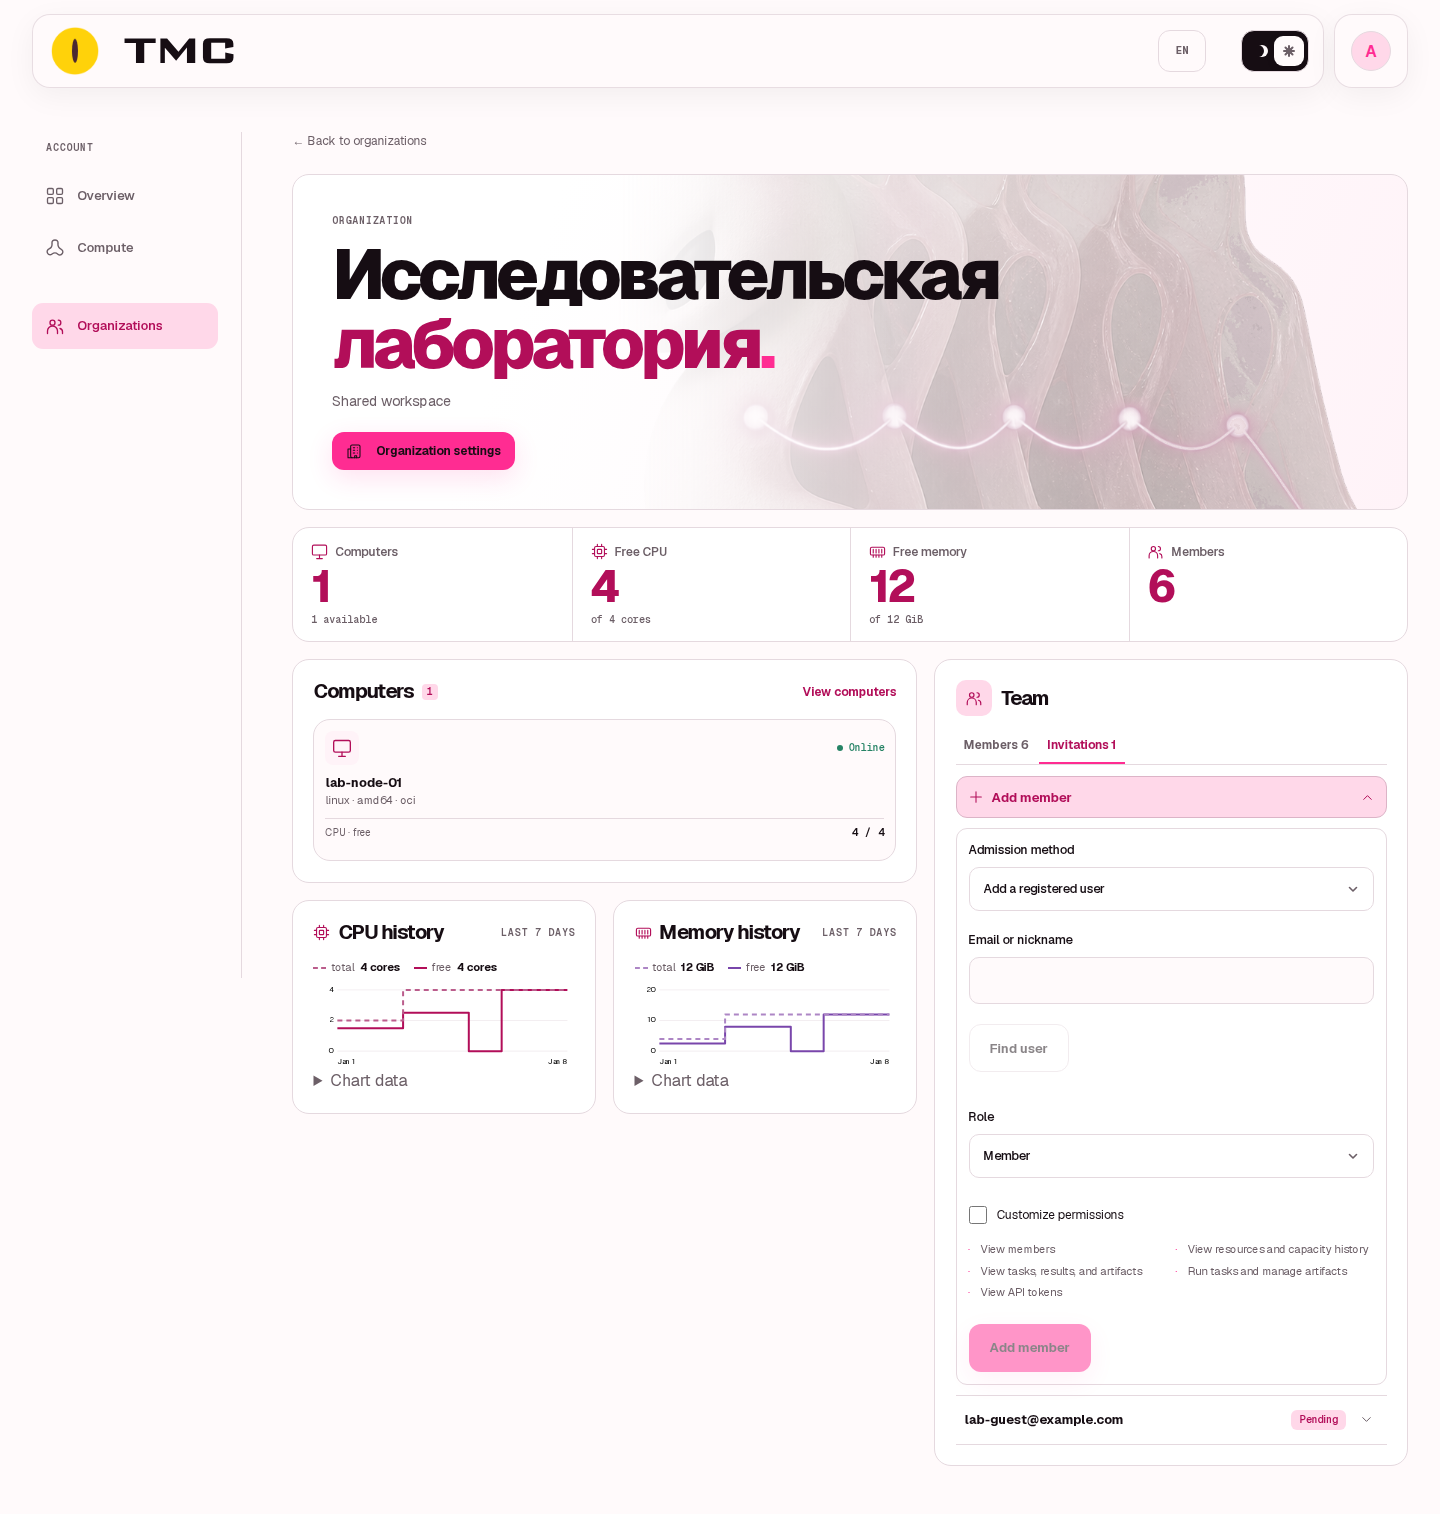 TMC
EN
A
ACCOUNT
Overview
Compute
Organizations
← Back to organizations
ORGANIZATION
Исследовательская
лаборатория.
Shared workspace
Organization settings
Computers
1
1 available
Free CPU
4
of 4 cores
Free memory
12
of 12 GiB
Members
6
Computers 1
View computers
Online
lab-node-01
linux · amd64 · oci
CPU · free
4 / 4
CPU history
LAST 7 DAYS
total 4 cores free 4 cores
4
2
0
Jan 1
Jan 8
Chart data
Memory history
LAST 7 DAYS
total 12 GiB free 12 GiB
20
10
0
Jan 1
Jan 8
Chart data
Team
Members 6
Invitations 1
Add member
Admission method
Add a registered user
Email or nickname
Find user
Role
Member
Customize permissions
· View members
· View resources and capacity history
· View tasks, results, and artifacts
· Run tasks and manage artifacts
· View API tokens
Add member
lab-guest@example.com
Pending